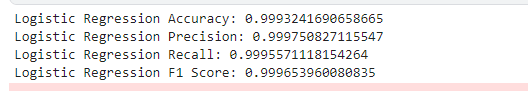 Logistic Regression Accuracy: 0.9993241690658665
Logistic Regression Precision: 0.999750827115547
Logistic Regression Recall: 0.9995571118154264
Logistic Regression F1 Score: 0.999653960080835